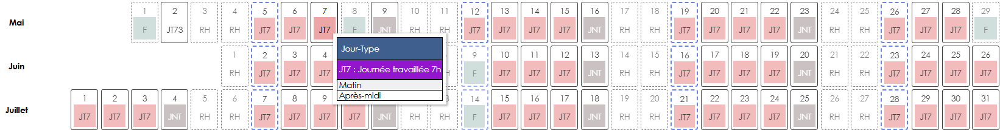 1 2 3 4 5 6 7 8 9 10 11 12 13 14 15 16 17 18 19 20 21 22 23 24 25 26 27 28 29
Mai F JT73 RH RH JT7 JT7 JT7 F JNT RH RH JT7 JT7 JT7 JT7 JNT RH RH JT7 JT7 JT7 JT7 JNT RH RH JT7 JT7 JT7 F
Jour-Type
1 2 3 4 9 10 11 12 13 14 15 16 17 18 19 20 21 22 23 24 25 26
Juin RH JT7 JT7 JT7 F JT7 JT7 JT7 JNT RH RH JT7 JT7 JT7 JT7 JNT RH RH JT7 JT7 JT7 JT7
JT7 : Journée travaillée 7h
Matin
Après-midi
1 2 3 4 5 6 7 8 9 14 15 16 17 18 19 20 21 22 23 24 25 26 27 28 29 30 31
Juillet JT7 JT7 JT7 JNT RH RH JT7 JT7 JT7 JT7 JNT RH RH F JT7 JT7 JT7 JNT RH RH JT7 JT7 JT7 JT7 JNT RH RH JT7 JT7 JT7 JT7